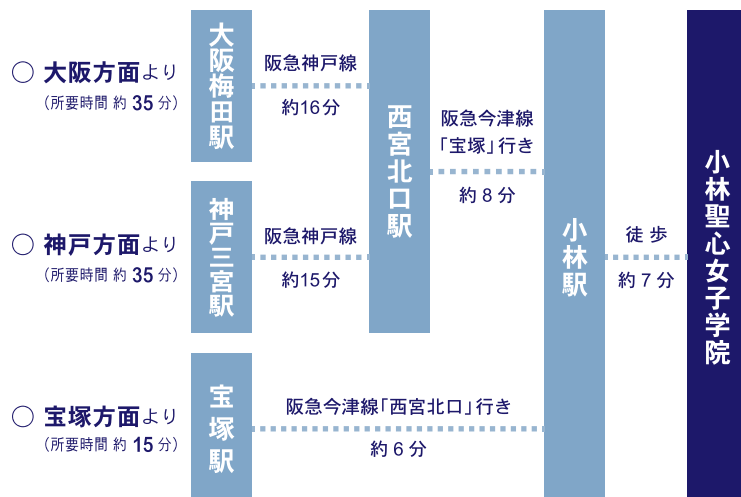 ○ 大阪方面より
（所要時間 約 35 分）
大阪梅田駅
阪急神戸線
約16分
○ 神戸方面より
（所要時間 約 35 分）
神戸三宮駅
阪急神戸線
約15分
西宮北口駅
阪急今津線
「宝塚」行き
約 8 分
○ 宝塚方面より
（所要時間 約 15 分）
宝塚駅
阪急今津線「西宮北口」行き
約 6 分
小林駅
徒歩
約 7 分
小林聖心女子学院